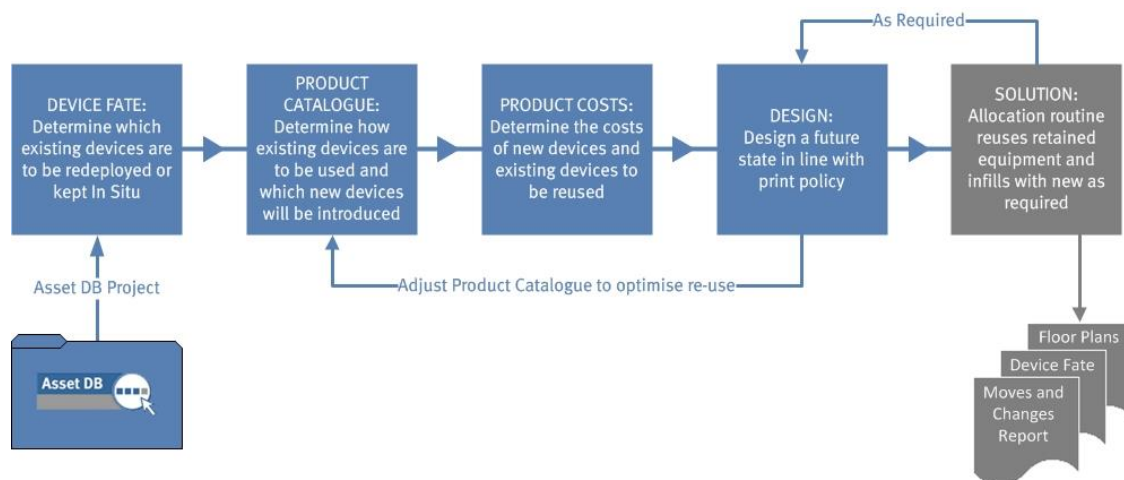 As Required
DEVICE FATE:
Determine which
existing devices are
to be redeployed or
kept In Situ
PRODUCT
CATALOGUE:
Determine how
existing devices are
to be used and
which new devices
will be introduced
PRODUCT COSTS:
Determine the costs
of new devices and
existing devices to
be reused
DESIGN:
Design a future
state in line with
print policy
SOLUTION:
Allocation routine
reuses retained
equipment and
infills with new as
required
Asset DB Project
Adjust Product Catalogue to optimise re-use
Asset DB
Floor Plans
Device Fate
Moves and
Changes
Report